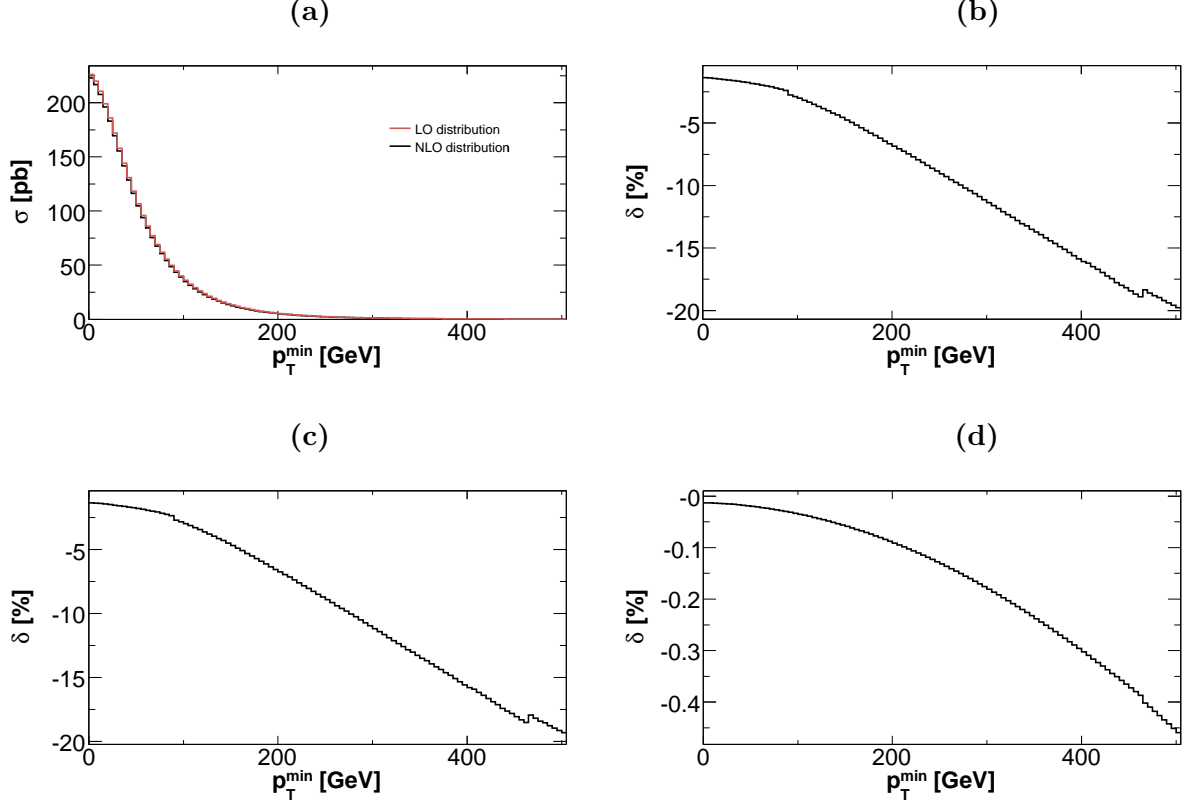 (a)
σ [pb]
200
150
100
50
0
LO distribution
NLO distribution
0 200 400
p_T^min [GeV]
(b)
δ [%]
-5
-10
-15
-20
0 200 400
p_T^min [GeV]
(c)
δ [%]
-5
-10
-15
-20
0 200 400
p_T^min [GeV]
(d)
δ [%]
-0
-0.1
-0.2
-0.3
-0.4
0 200 400
p_T^min [GeV]